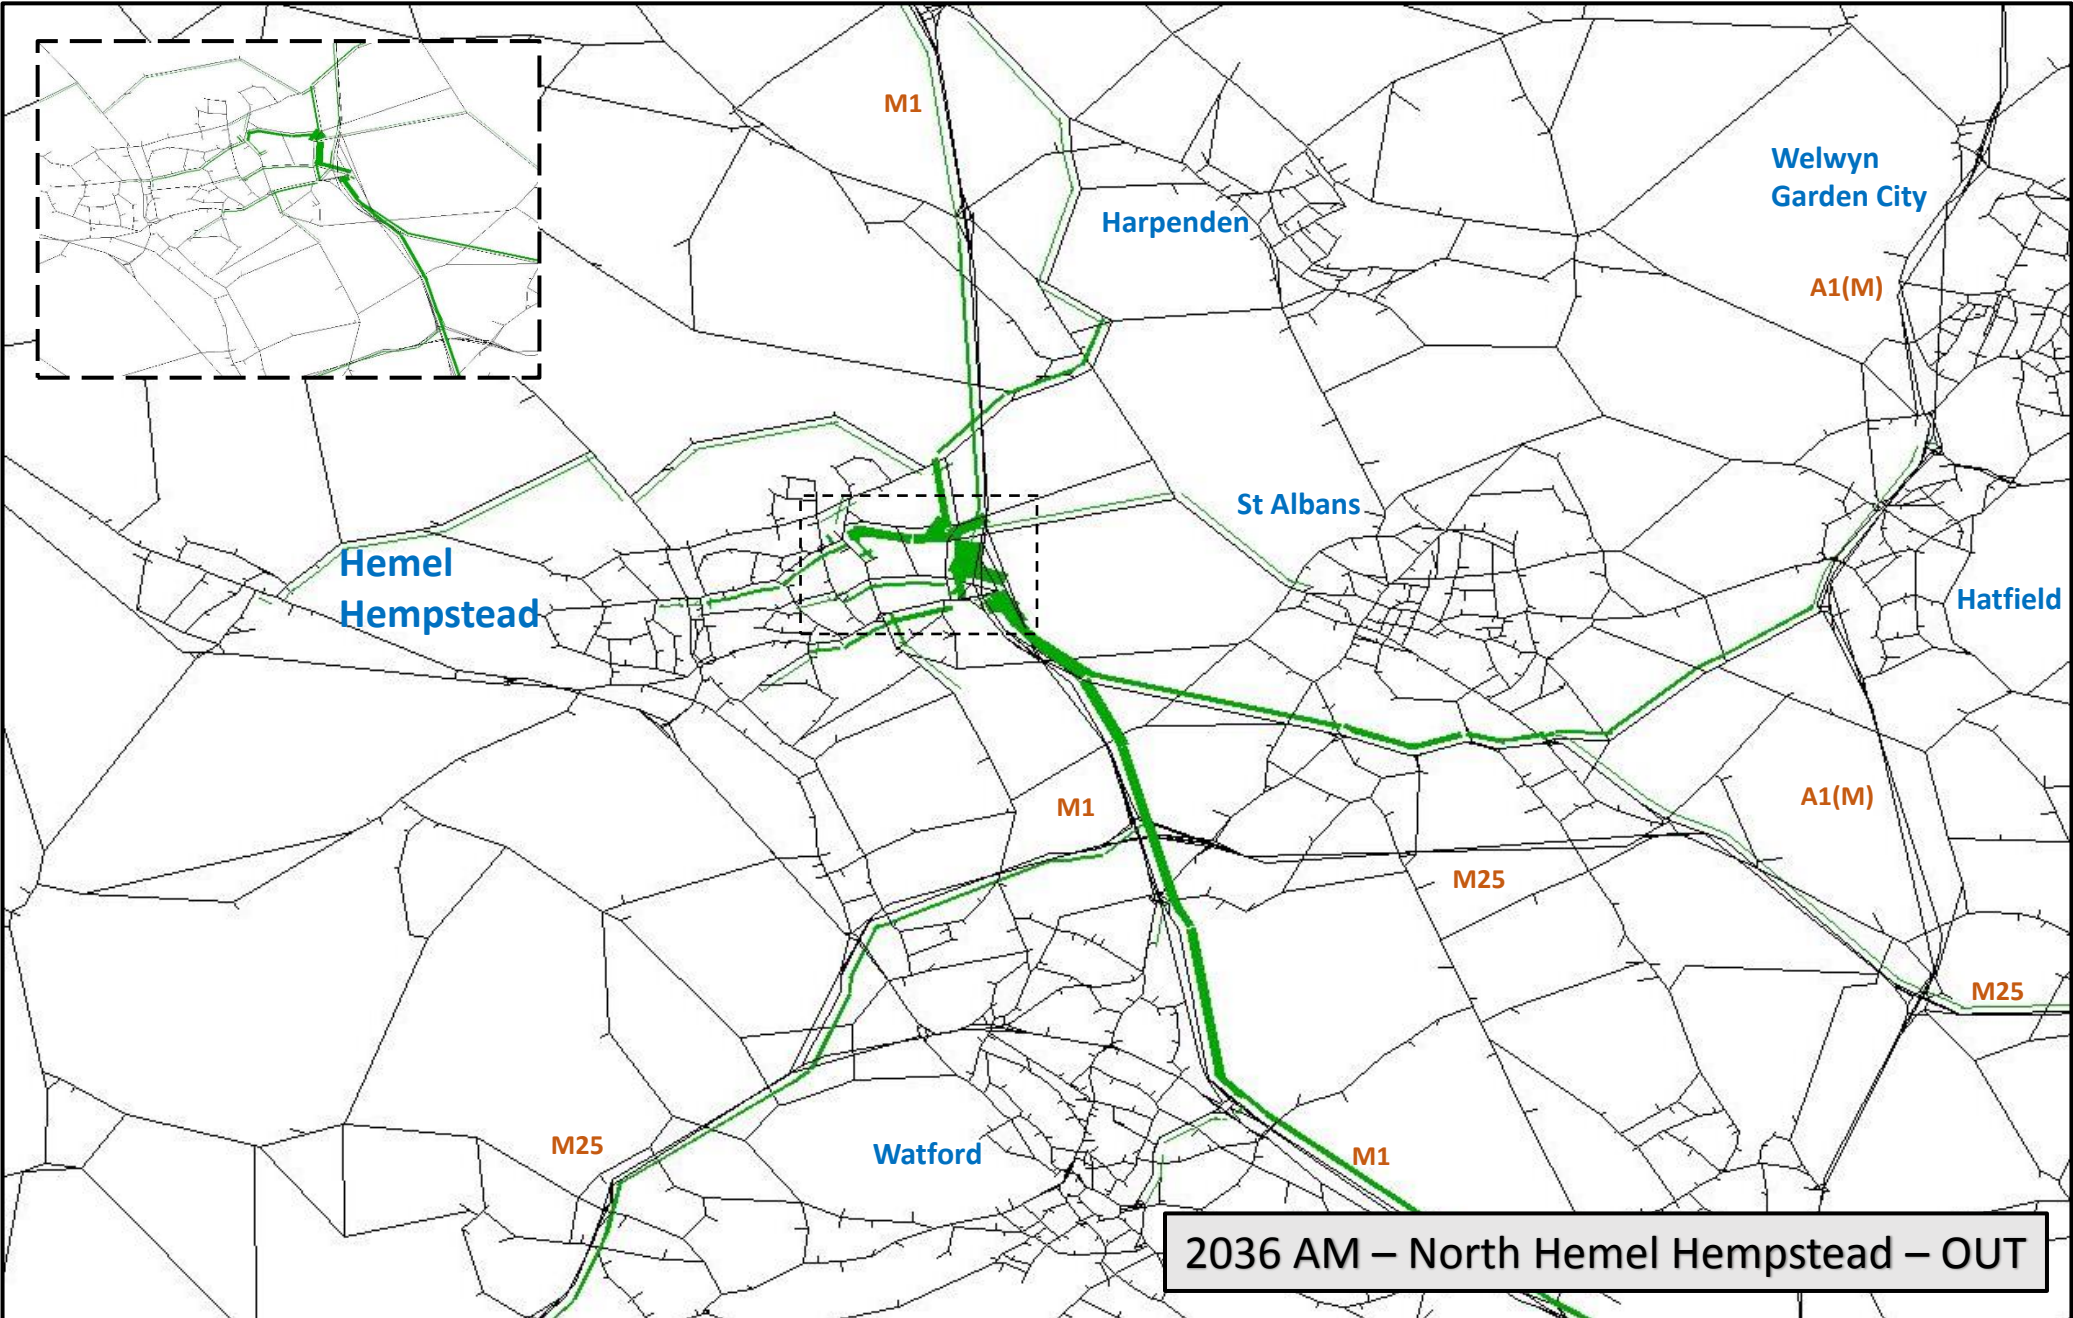 M1
Welwyn
Garden City
Harpenden
A1(M)
St Albans
Hemel
Hempstead
Hatfield
M1
A1(M)
M25
M25
M25
Watford
M1
2036 AM – North Hemel Hempstead – OUT